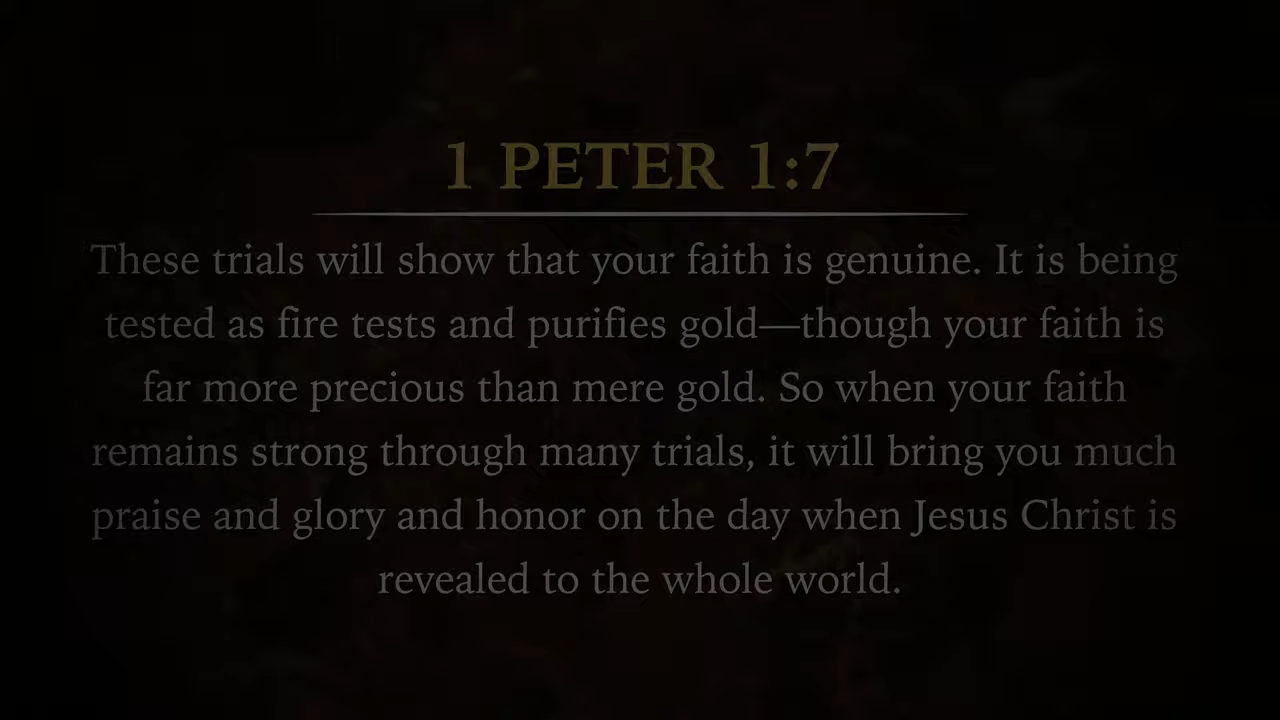 1 PETER 1:7
These trials will show that your faith is genuine. It is being
tested as fire tests and purifies gold—though your faith is
far more precious than mere gold. So when your faith
remains strong through many trials, it will bring you much
praise and glory and honor on the day when Jesus Christ is
revealed to the whole world.